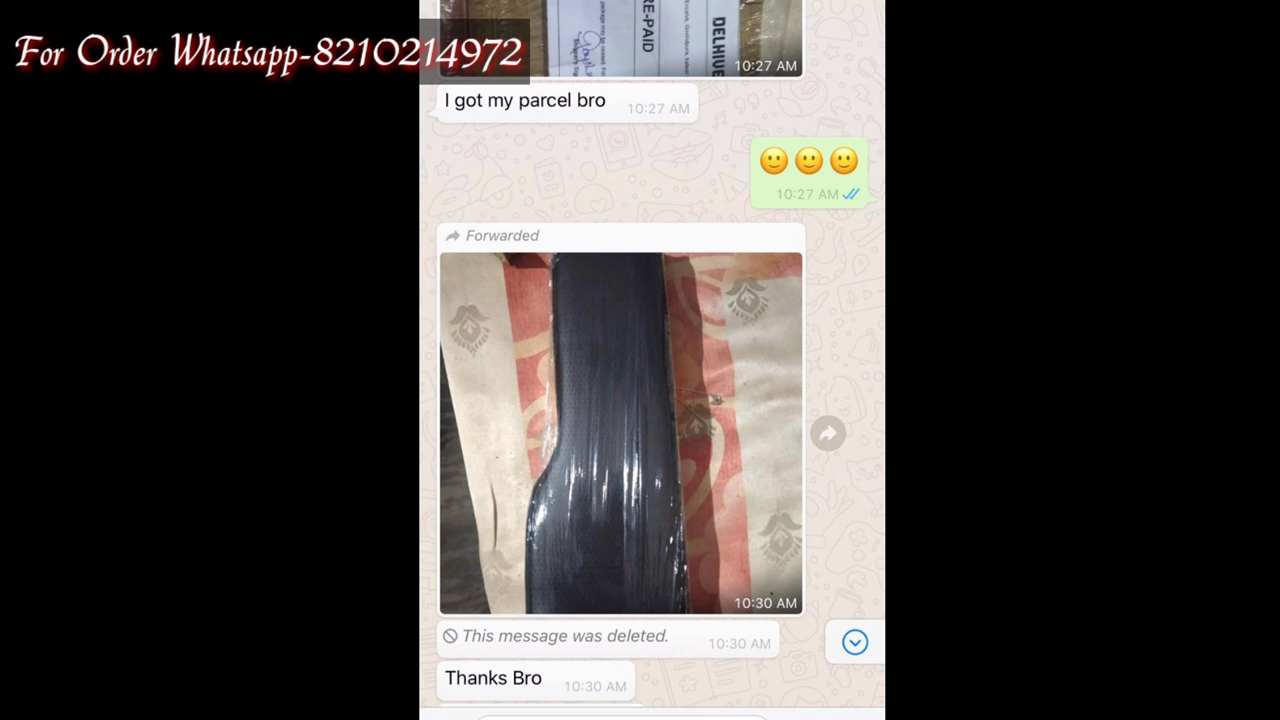 For Order Whatsapp-8210214972
RE-PAID
DELHIVE
10:27 AM
I got my parcel bro 10:27 AM
🙂 🙂 🙂
10:27 AM
Forwarded
10:30 AM
This message was deleted. 10:30 AM
Thanks Bro 10:30 AM